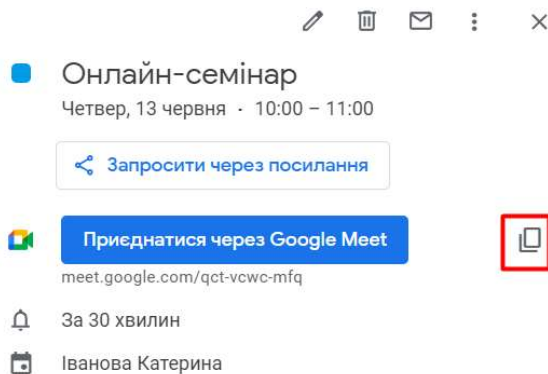 Онлайн-семінар
Четвер, 13 червня · 10:00 – 11:00
Запросити через посилання
Приєднатися через Google Meet
meet.google.com/qct-vcwc-mfq
За 30 хвилин
Іванова Катерина